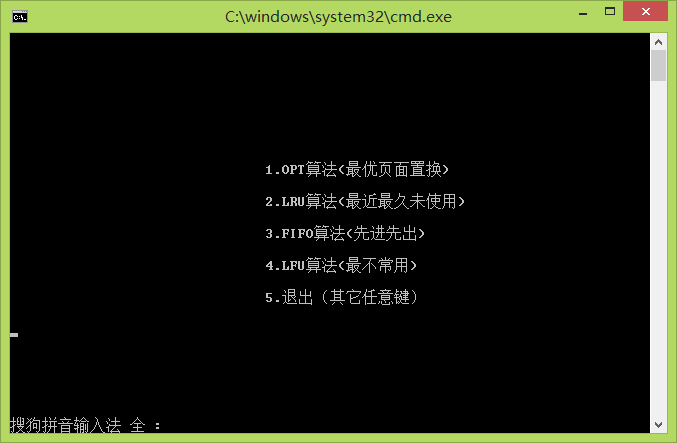 C:\windows\system32\cmd.exe
1.OPT算法<最优页面置换>
2.LRU算法<最近最久未使用>
3.FIFO算法<先进先出>
4.LFU算法<最不常用>
5.退出（其它任意键）
搜狗拼音输入法 全 :